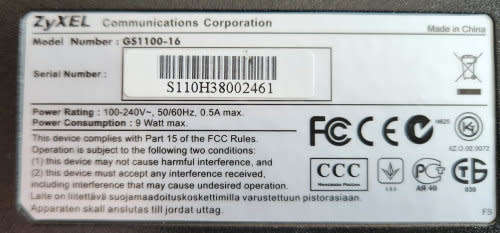 ZyXEL Communications Corporation
Model Number : GS1100-16
Serial Number :
S110H38002461
Power Rating : 100-240V~, 50/60Hz, 0.5A max.
Power Consumption : 9 Watt max.
This device complies with Part 15 of the FCC Rules.
Operation is subject to the following two conditions:
(1) this device may not cause harmful interference, and
(2) this device must accept any interference received,
including interference that may cause undesired operation.
Laite on liitettävä suojamaadoituskoskettimilla varustettuun pistorasiaan.
Apparaten skall anslutas till jordat uttag.
FC CE
N625
CCC
FS